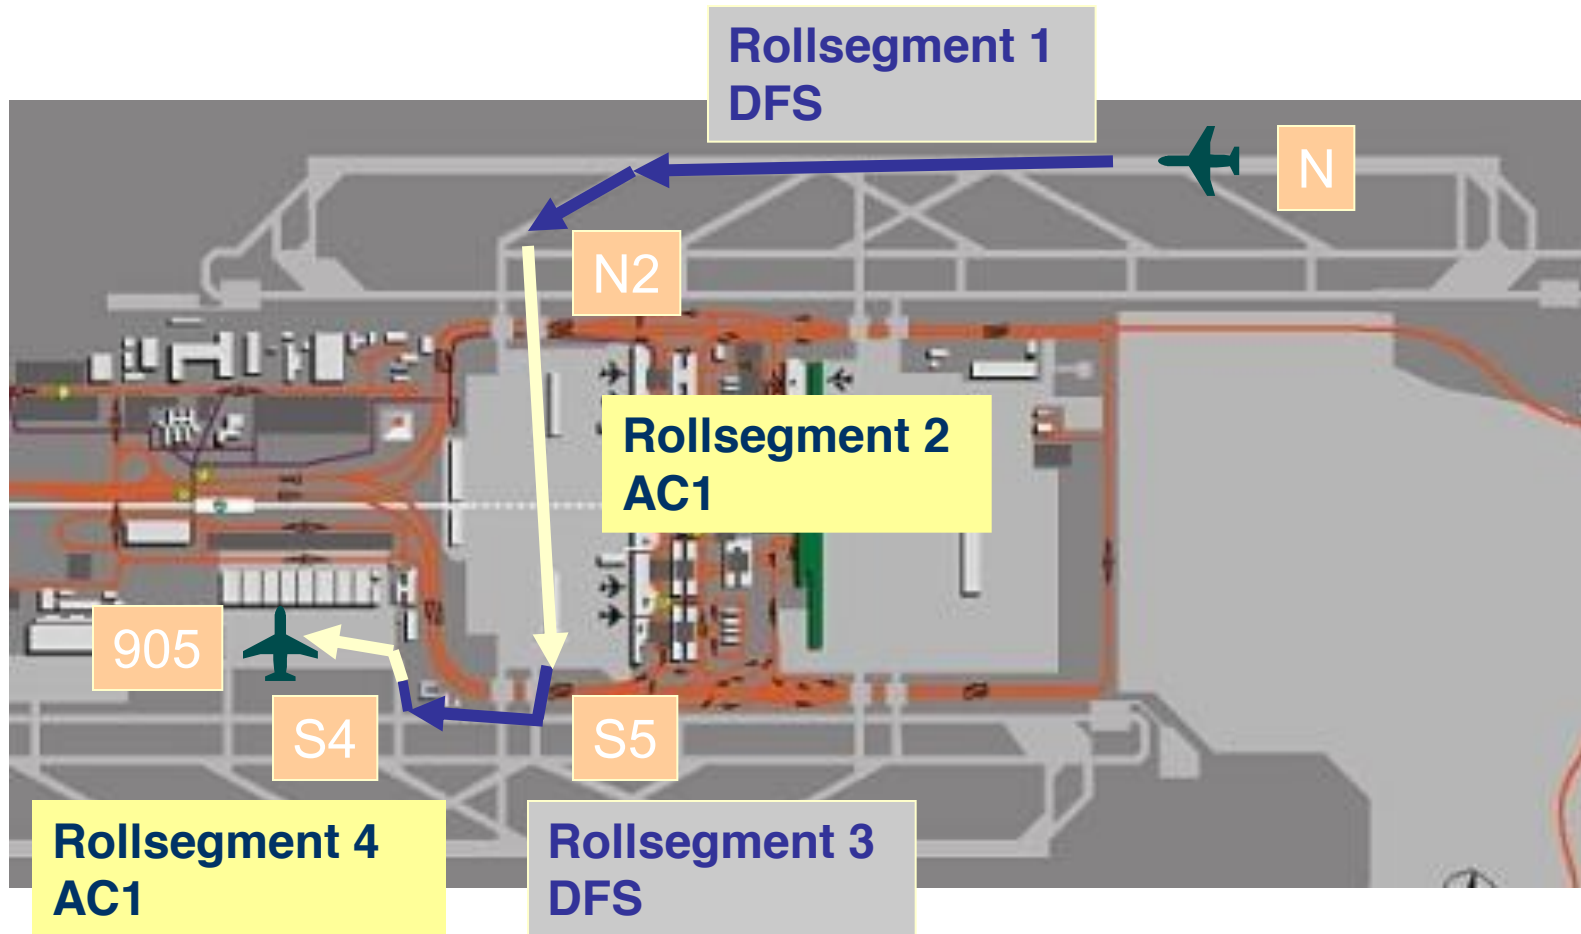 Rollsegment 1
DFS
N
N2
Rollsegment 2
AC1
905
S4
S5
Rollsegment 4
AC1
Rollsegment 3
DFS